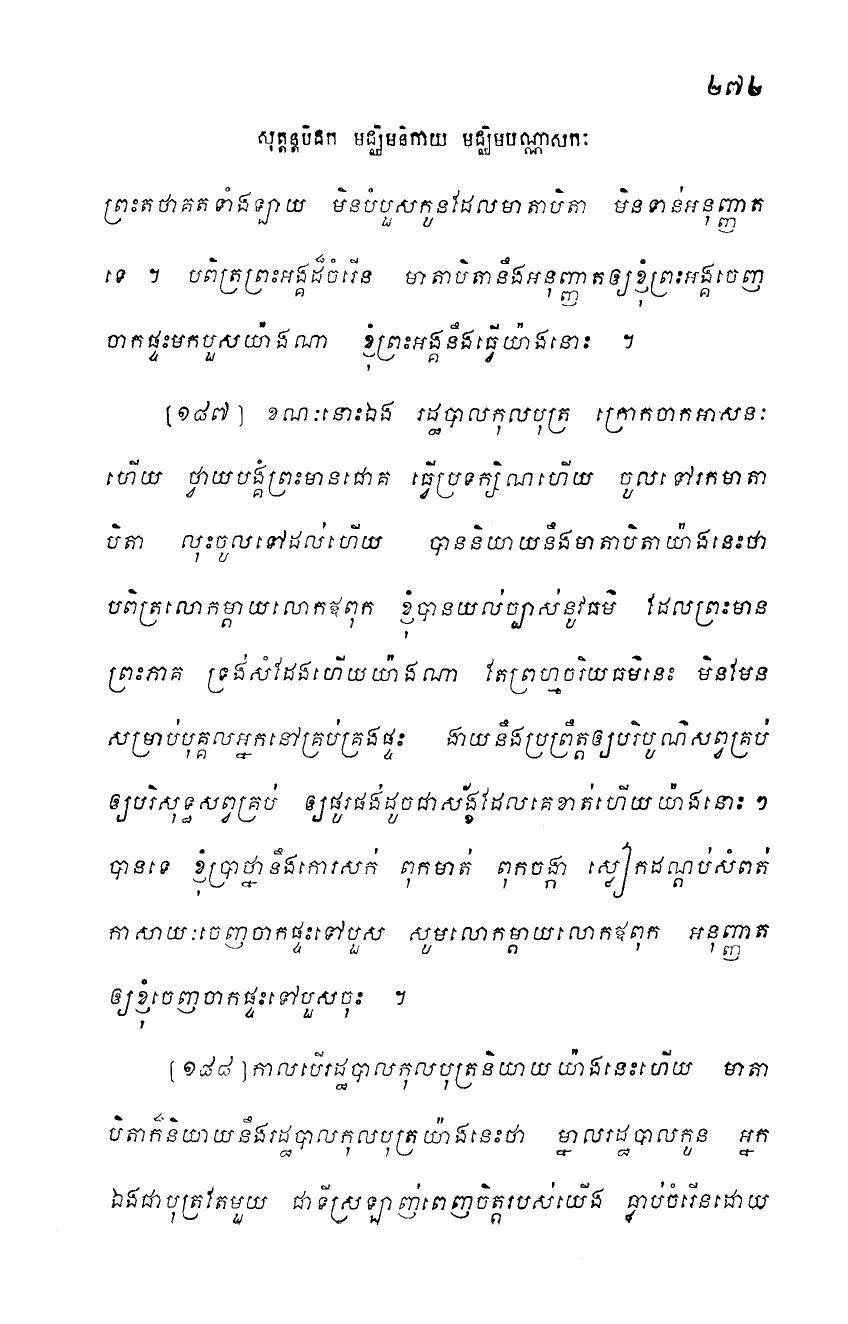 ២៧២
សុត្តន្តបិដក មជ្ឈិមនិកាយ មជ្ឈិមបណ្ណាសកៈ
ព្រះតថាគតទាំងឡាយ មិនបំបួសកូនដែលមាតាបិតា មិនទាន់អនុញ្ញាត
ទេ ។ បពិត្រព្រះអង្គដ៏ចំរើន មាតាបិតានឹងអនុញ្ញាតឲ្យខ្ញុំព្រះអង្គចេញ
ចាកផ្ទះមកបួសយ៉ាងណា ខ្ញុំព្រះអង្គនឹងធ្វើយ៉ាងនោះ ។
[១៨៧] ខណៈនោះឯង រដ្ឋបាលកុលបុត្រ ក្រោកចាកអាសនៈ
ហើយ ថ្វាយបង្គំព្រះមានជោគ ធ្វើប្រទក្សិណហើយ ចូលទៅរកមាតា
បិតា លុះចូលទៅដល់ហើយ បាននិយាយនឹងមាតាបិតាយ៉ាងនេះថា
បពិត្រលោកម្តាយលោកឪពុក ខ្ញុំបានយល់ច្បាស់នូវធម៌ ដែលព្រះមាន
ព្រះភាគ ទ្រង់សំដែងហើយយ៉ាងណា តែព្រហ្មចរិយធម៌នេះ មិនមែន
សម្រាប់បុគ្គលអ្នកនៅគ្រប់គ្រងផ្ទះ ងាយនឹងប្រព្រឹត្តឲ្យបរិបូណ៌សព្វគ្រប់
ឲ្យបរិសុទ្ធសព្វគ្រប់ ឲ្យផូរផង់ដូចជាស័ង្ខដែលគេខាត់ហើយយ៉ាងនោះ ៗ
បានទេ ខ្ញុំប្រាថ្នានឹងកោរសក់ ពុកមាត់ ពុកចង្កា ស្លៀកដណ្តប់សំពត់
កាសាយៈចេញចាកផ្ទះទៅបួស សូមលោកម្តាយលោកឪពុក អនុញ្ញាត
ឲ្យខ្ញុំចេញចាកផ្ទះទៅបួសចុះ ។
[១៨៨] កាលបើរដ្ឋបាលកុលបុត្រនិយាយយ៉ាងនេះហើយ មាតា
បិតាក៏និយាយនឹងរដ្ឋបាលកុលបុត្រយ៉ាងនេះថា ម្នាលរដ្ឋបាលកូន អ្នក
ឯងជាបុត្រតែមួយ ជាទីស្រឡាញ់ពេញចិត្តរបស់យើង ធ្លាប់ចំរើនដោយ